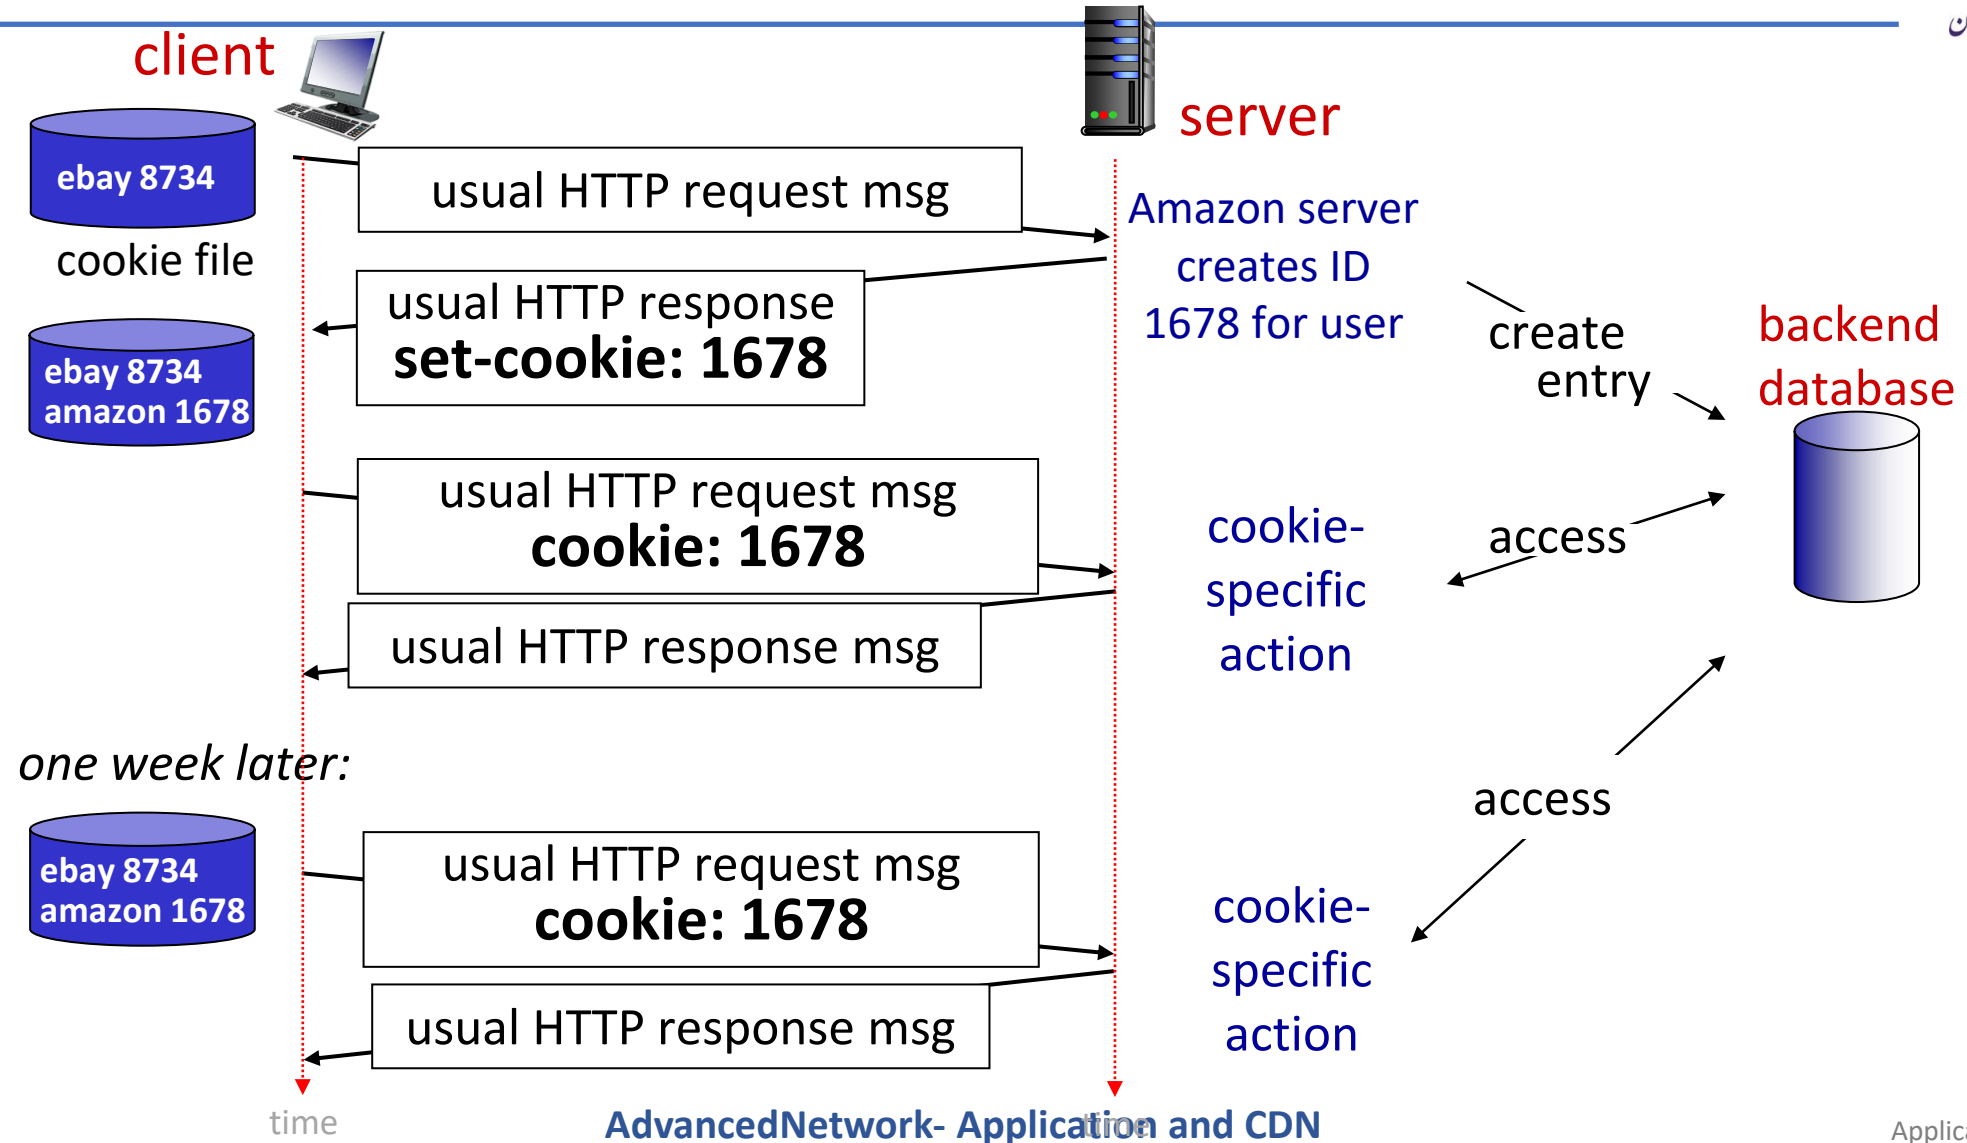 client
server
ebay 8734
cookie file
usual HTTP request msg
Amazon server
creates ID
1678 for user
usual HTTP response
set-cookie: 1678
create
entry
backend
database
ebay 8734
amazon 1678
usual HTTP request msg
cookie: 1678
cookie-
specific
action
access
usual HTTP response msg
one week later:
access
ebay 8734
amazon 1678
usual HTTP request msg
cookie: 1678
cookie-
specific
action
usual HTTP response msg
time
time
AdvancedNetwork- Application and CDN